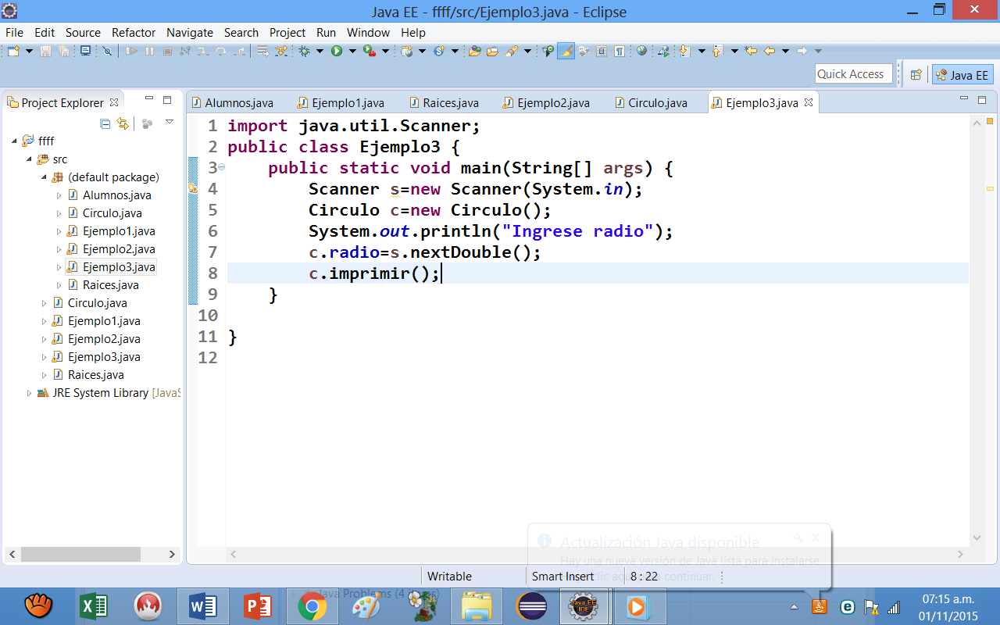 Java EE - ffff/src/Ejemplo3.java - Eclipse
File Edit Source Refactor Navigate Search Project Run Window Help
Quick Access Java EE
Project Explorer
Alumnos.java Ejemplo1.java Raices.java Ejemplo2.java Circulo.java Ejemplo3.java
ffff
src
(default package)
Alumnos.java
Circulo.java
Ejemplo1.java
Ejemplo2.java
Ejemplo3.java
Raices.java
Circulo.java
Ejemplo1.java
Ejemplo2.java
Ejemplo3.java
Raices.java
JRE System Library [JavaS
1 import java.util.Scanner;
2 public class Ejemplo3 {
3 public static void main(String[] args) {
4 Scanner s=new Scanner(System.in);
5 Circulo c=new Circulo();
6 System.out.println("Ingrese radio");
7 c.radio=s.nextDouble();
8 c.imprimir();
9 }
10
11 }
12
Actualización Java disponible
Hay una nueva versión de Java lista para instalarse.
clic continuar.
Writable Smart Insert 8 : 22
Java Problems (4 items)
Java EE
IDE
07:15 a.m.
01/11/2015